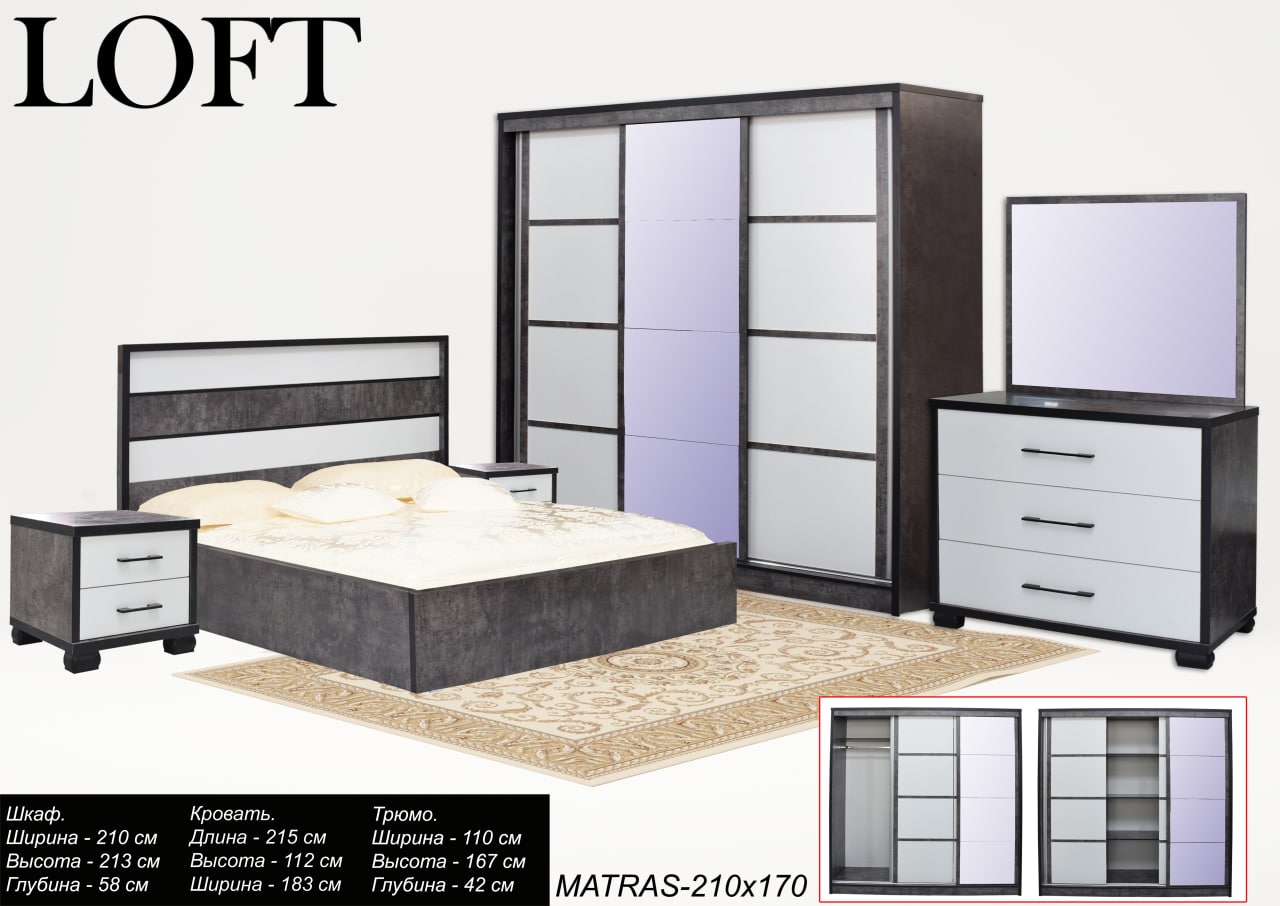 LOFT
Шкаф.
Ширина - 210 см
Высота - 213 см
Глубина - 58 см
Кровать.
Длина - 215 см
Высота - 112 см
Ширина - 183 см
Трюмо.
Ширина - 110 см
Высота - 167 см
Глубина - 42 см
MATRAS-210x170